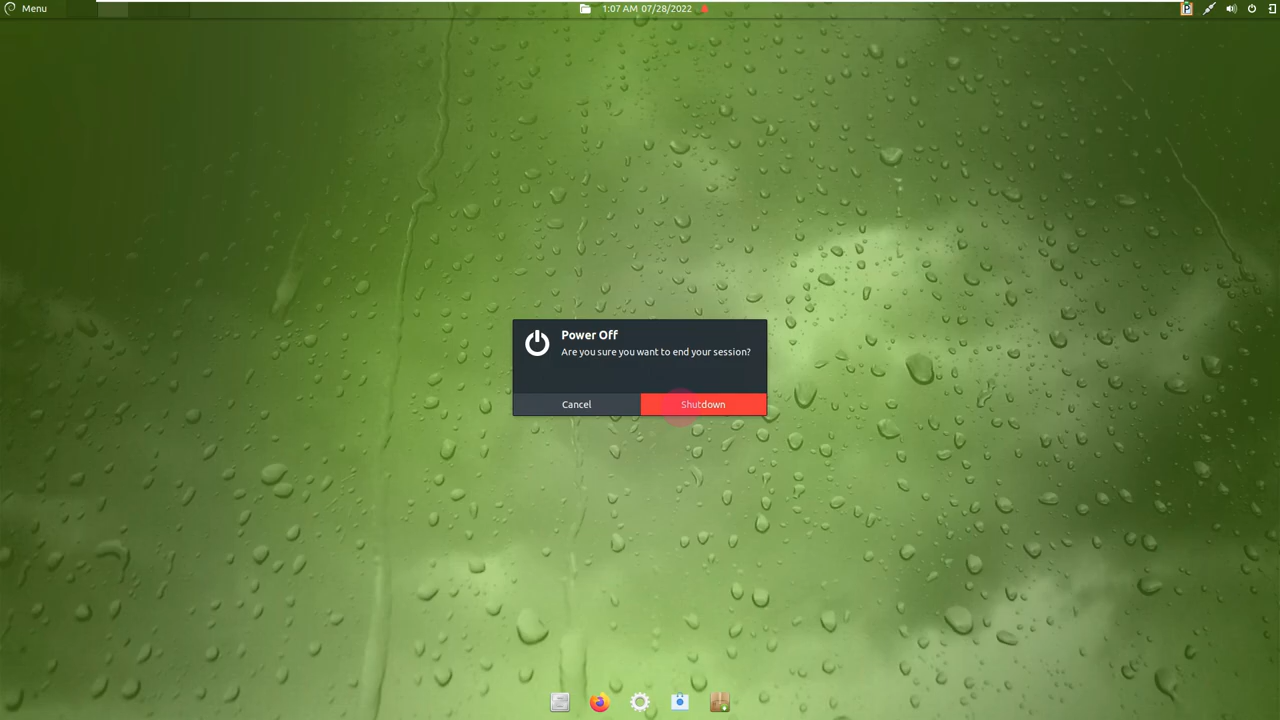 Menu
1:07 AM 07/28/2022
Power Off
Are you sure you want to end your session?
Cancel
Shutdown